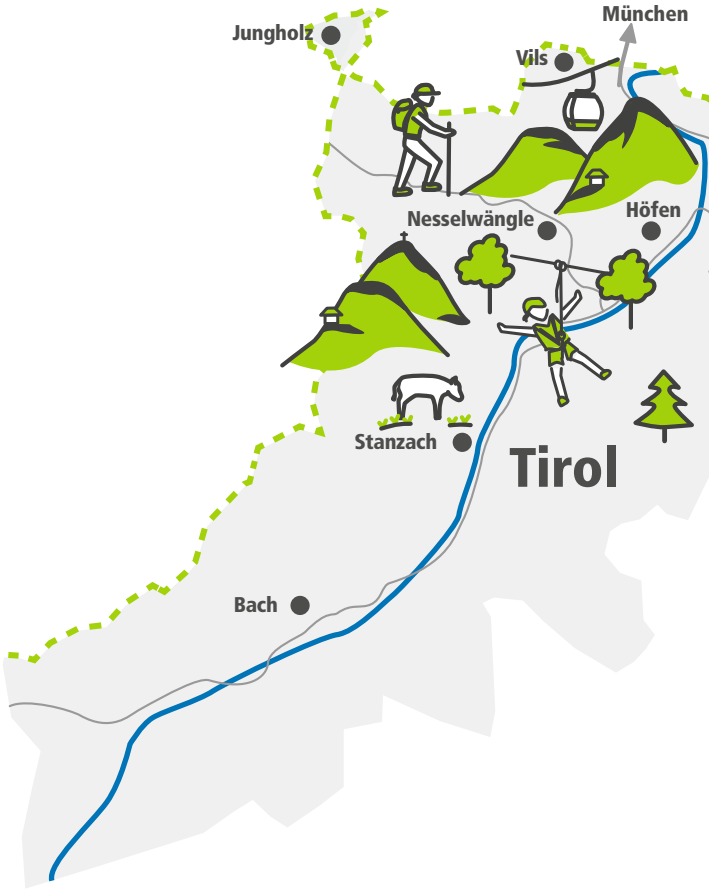 München
Jungholz
Vils
Höfen
Nesselwängle
Stanzach
Tirol
Bach